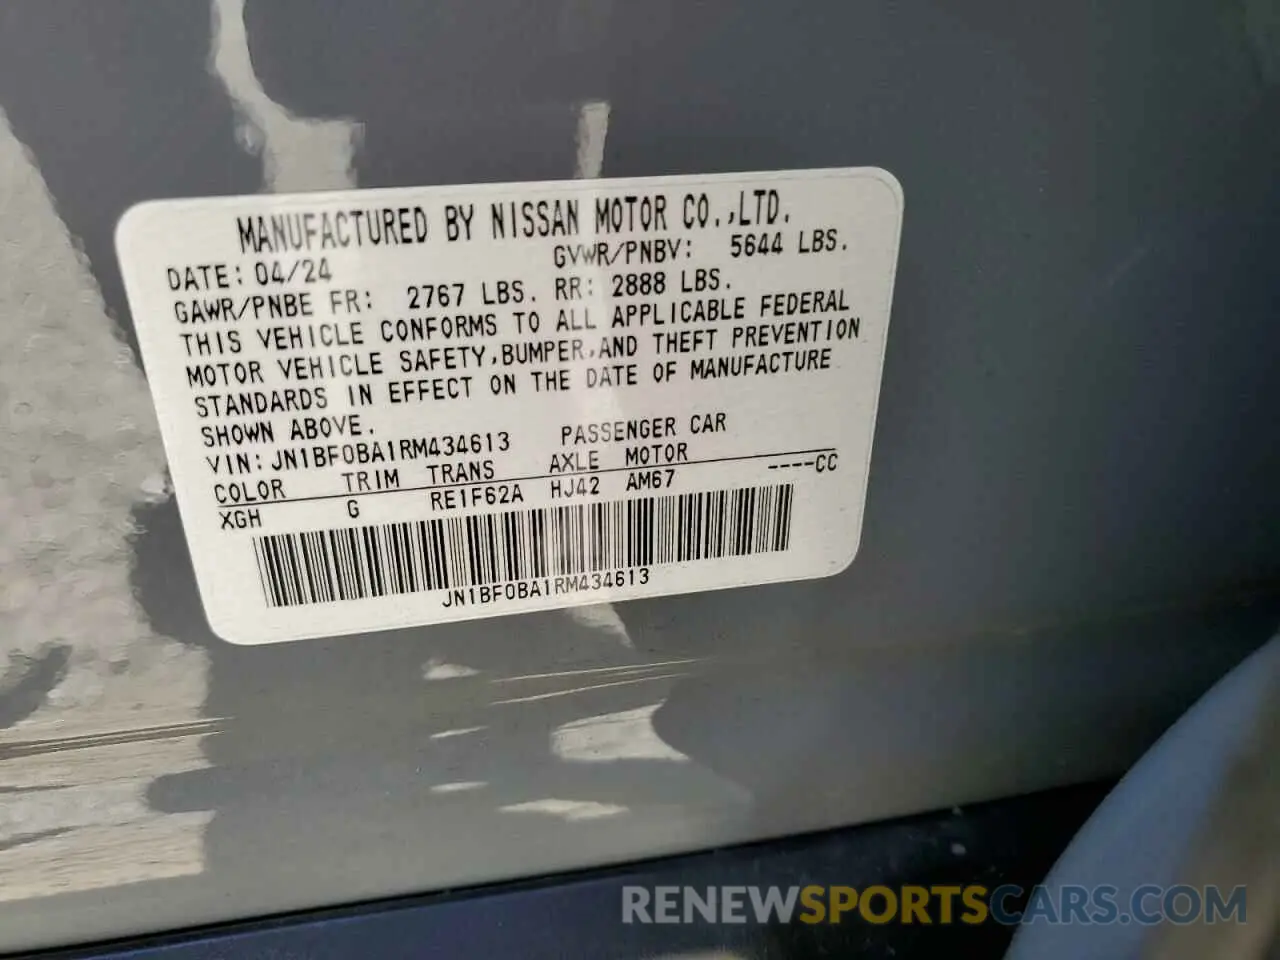 MANUFACTURED BY NISSAN MOTOR CO.,LTD.
DATE: 04/24 GVWR/PNBV: 5644 LBS.
GAWR/PNBE FR: 2767 LBS. RR: 2888 LBS.
THIS VEHICLE CONFORMS TO ALL APPLICABLE FEDERAL
MOTOR VEHICLE SAFETY,BUMPER,AND THEFT PREVENTION
STANDARDS IN EFFECT ON THE DATE OF MANUFACTURE
SHOWN ABOVE.
VIN: JN1BF0BA1RM434613 PASSENGER CAR
COLOR TRIM TRANS AXLE MOTOR
XGH G RE1F62A HJ42 AM67 ----CC
JN1BF0BA1RM434613
RENEWSPORTSCARS.COM